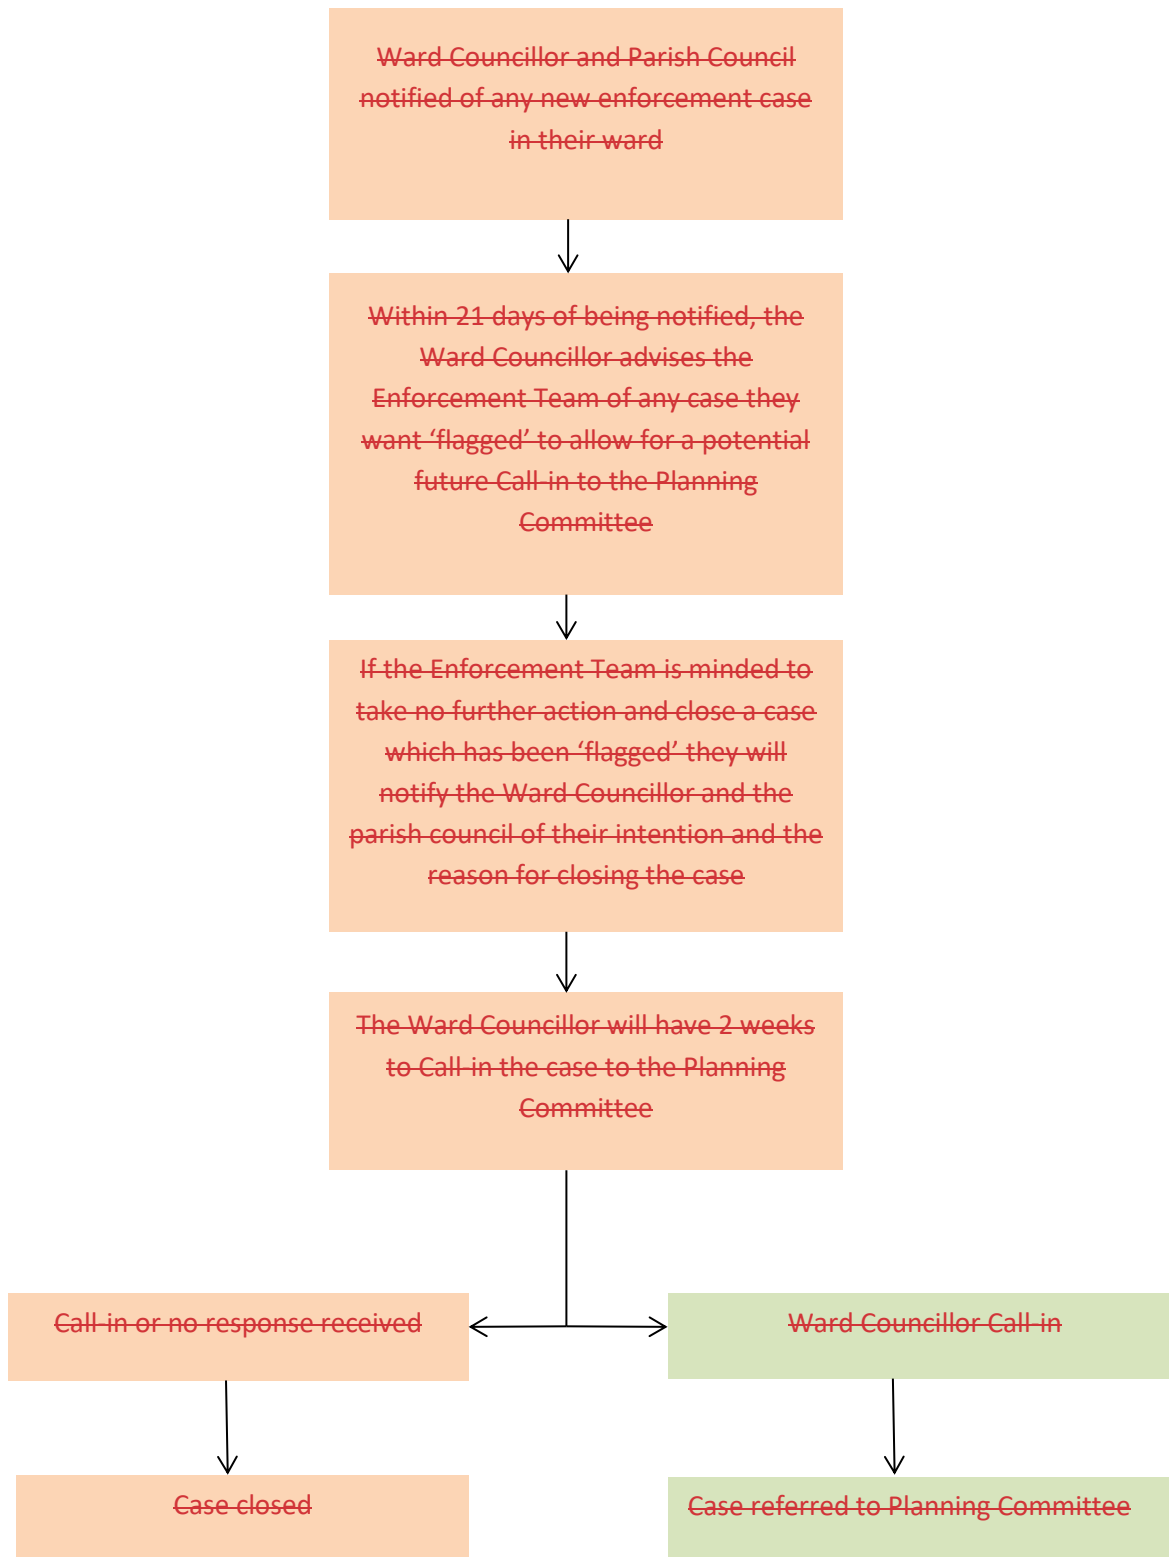 Ward Councillor and Parish Council
notified of any new enforcement case
in their ward
Within 21 days of being notified, the
Ward Councillor advises the
Enforcement Team of any case they
want ‘flagged’ to allow for a potential
future Call-in to the Planning
Committee
If the Enforcement Team is minded to
take no further action and close a case
which has been ‘flagged’ they will
notify the Ward Councillor and the
parish council of their intention and the
reason for closing the case
The Ward Councillor will have 2 weeks
to Call-in the case to the Planning
Committee
Call-in or no response received
Ward Councillor Call-in
Case closed
Case referred to Planning Committee